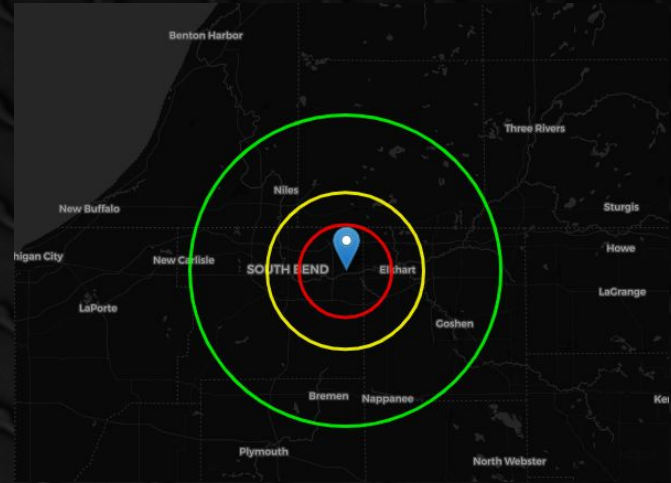 Benton Harbor
Three Rivers
Niles
New Buffalo
Sturgis
Howe
higan City
New Carlisle
SOUTH BEND
Elkhart
LaGrange
LaPorte
Goshen
Bremen
Nappanee
Ke
Plymouth
North Webster